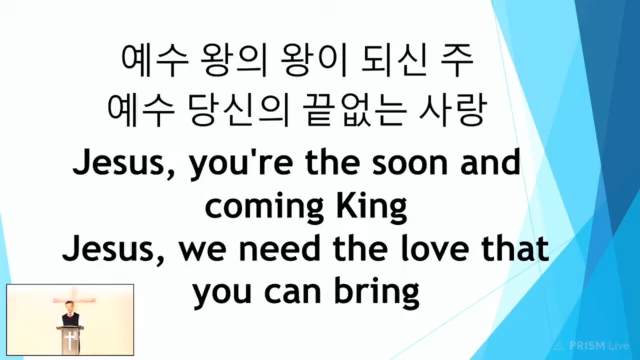 예수 왕의 왕이 되신 주
예수 당신의 끝없는 사랑
Jesus, you're the soon and
coming King
Jesus, we need the love that
you can bring
PRISM Live